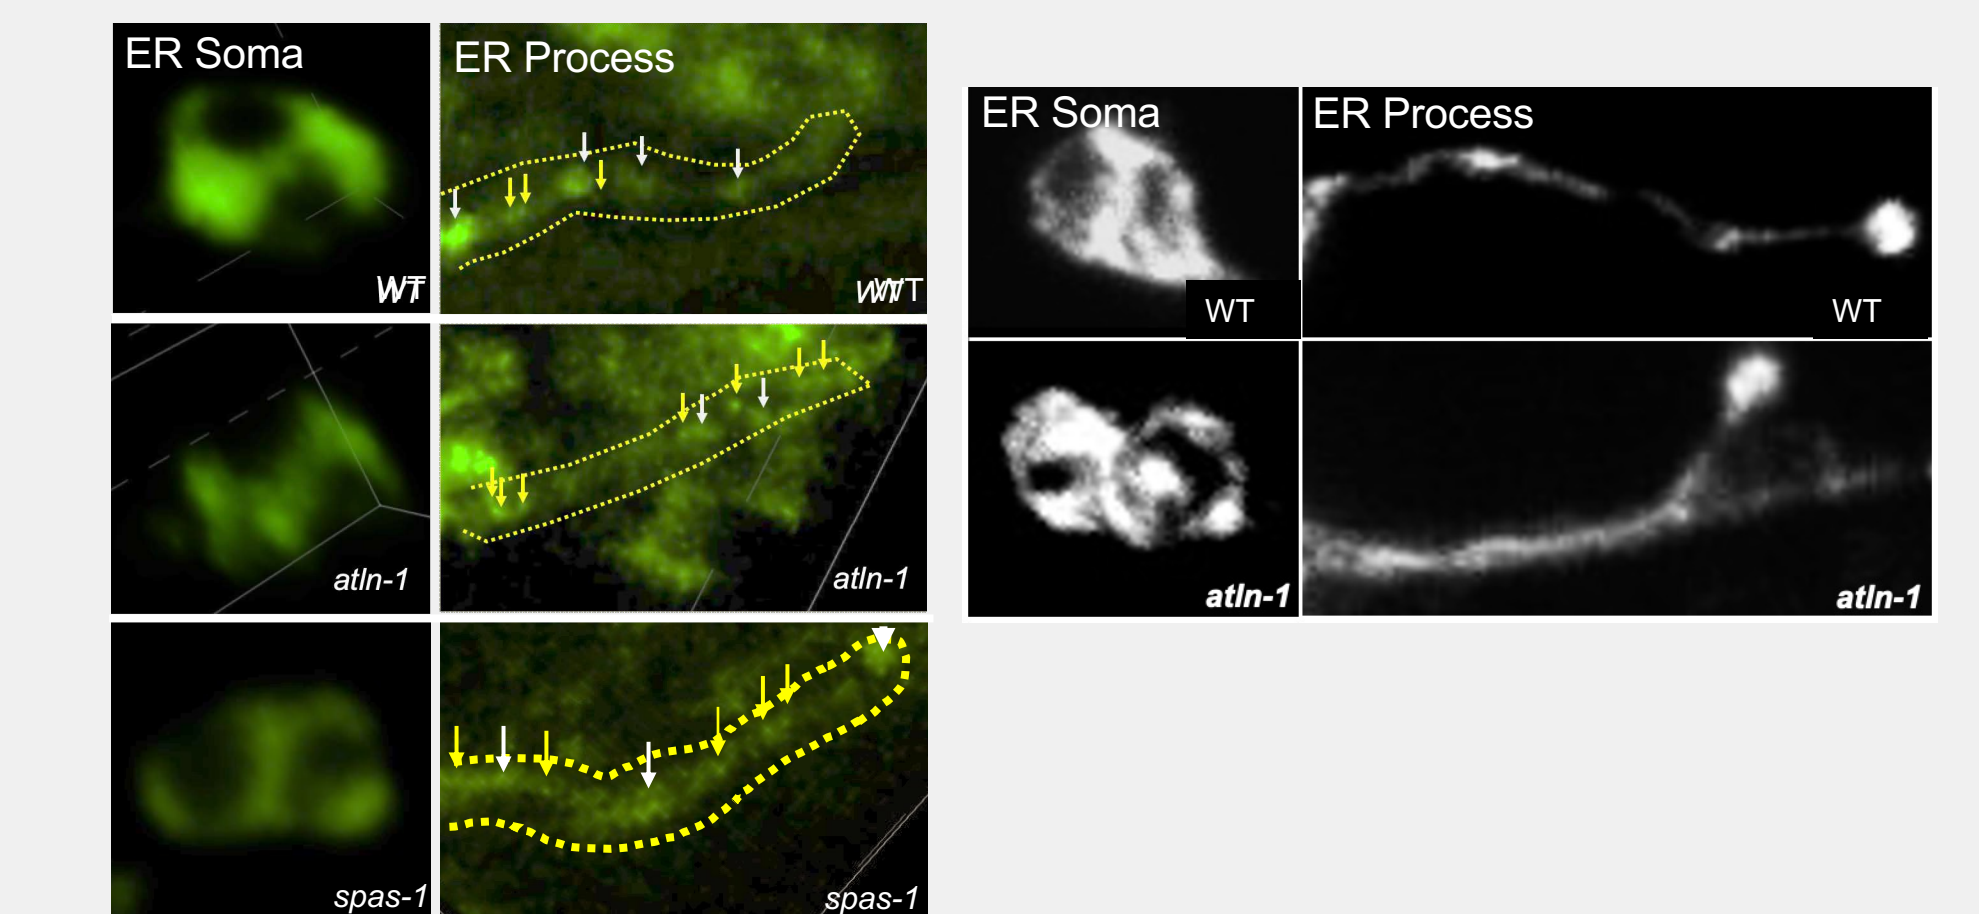 ER Soma
ER Process
WT
WT
atln-1
atln-1
spas-1
spas-1
ER Soma
ER Process
WT
WT
atln-1
atln-1